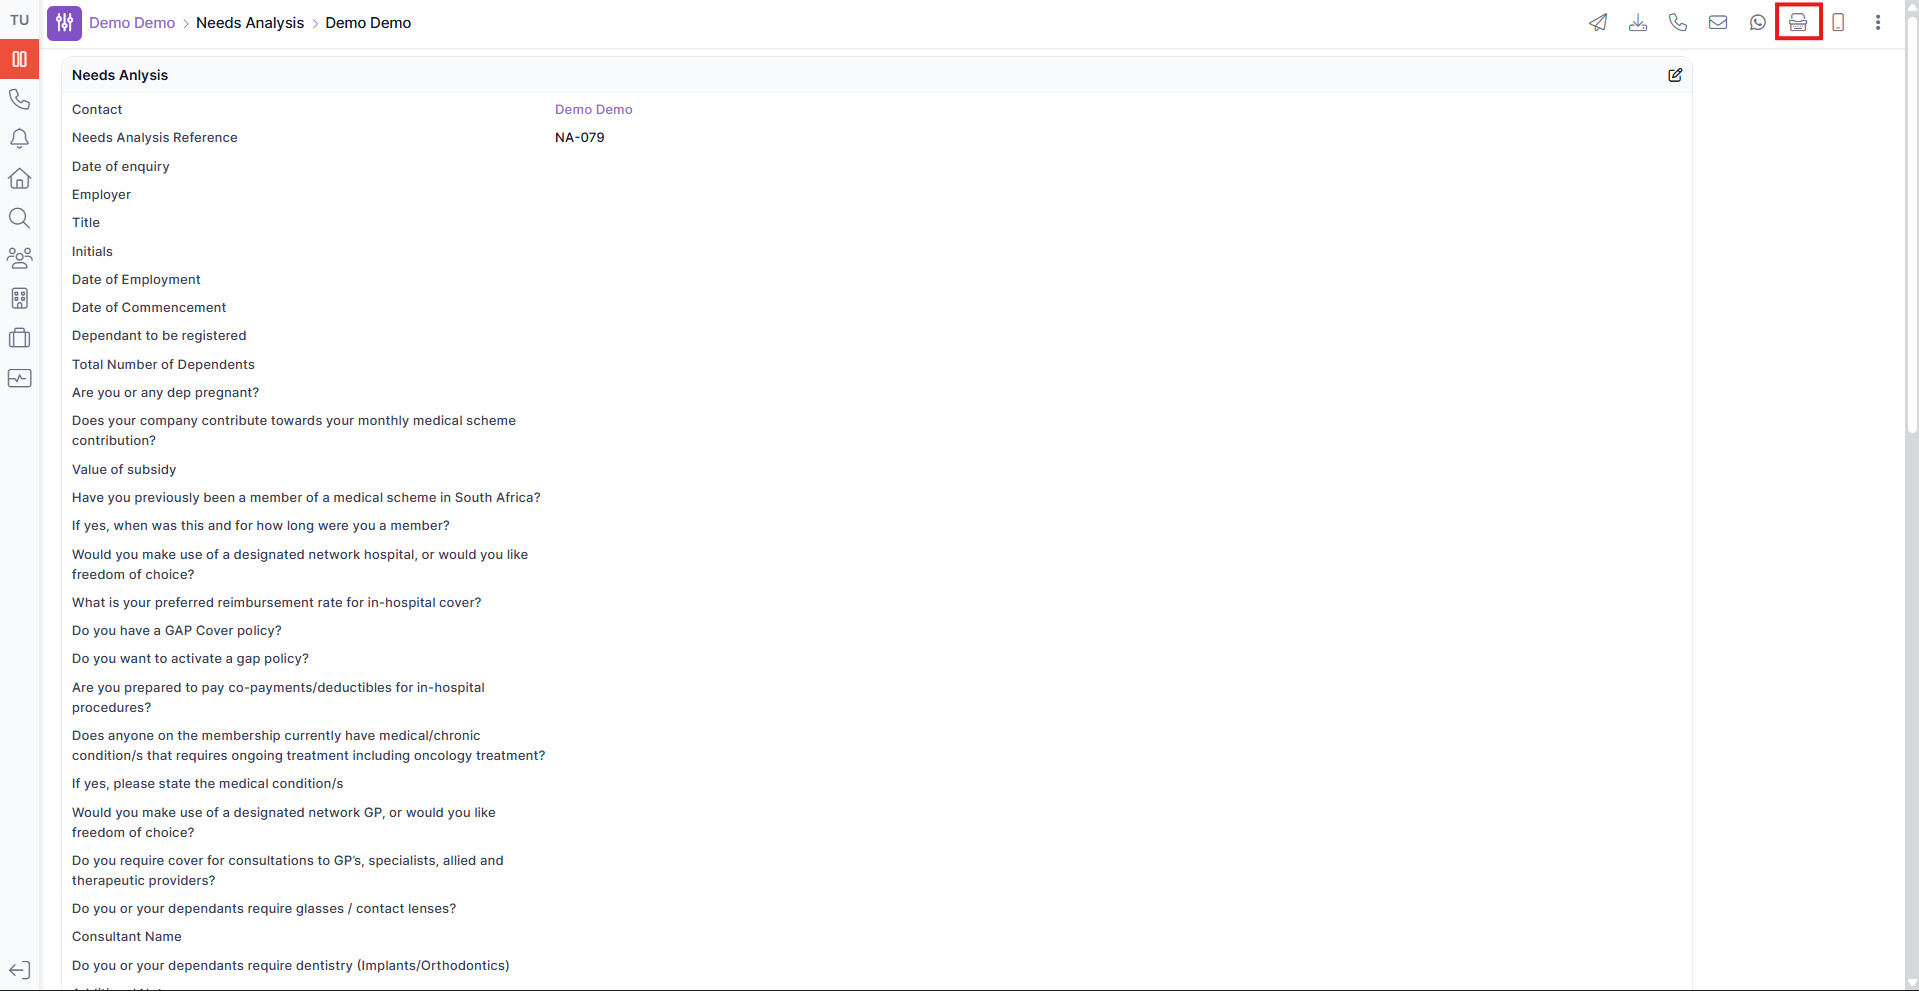 TU
Demo Demo > Needs Analysis > Demo Demo
Needs Anlysis
Contact Demo Demo
Needs Analysis Reference NA-079
Date of enquiry
Employer
Title
Initials
Date of Employment
Date of Commencement
Dependant to be registered
Total Number of Dependents
Are you or any dep pregnant?
Does your company contribute towards your monthly medical scheme
contribution?
Value of subsidy
Have you previously been a member of a medical scheme in South Africa?
If yes, when was this and for how long were you a member?
Would you make use of a designated network hospital, or would you like
freedom of choice?
What is your preferred reimbursement rate for in-hospital cover?
Do you have a GAP Cover policy?
Do you want to activate a gap policy?
Are you prepared to pay co-payments/deductibles for in-hospital
procedures?
Does anyone on the membership currently have medical/chronic
condition/s that requires ongoing treatment including oncology treatment?
If yes, please state the medical condition/s
Would you make use of a designated network GP, or would you like
freedom of choice?
Do you require cover for consultations to GP's, specialists, allied and
therapeutic providers?
Do you or your dependants require glasses / contact lenses?
Consultant Name
Do you or your dependants require dentistry (Implants/Orthodontics)